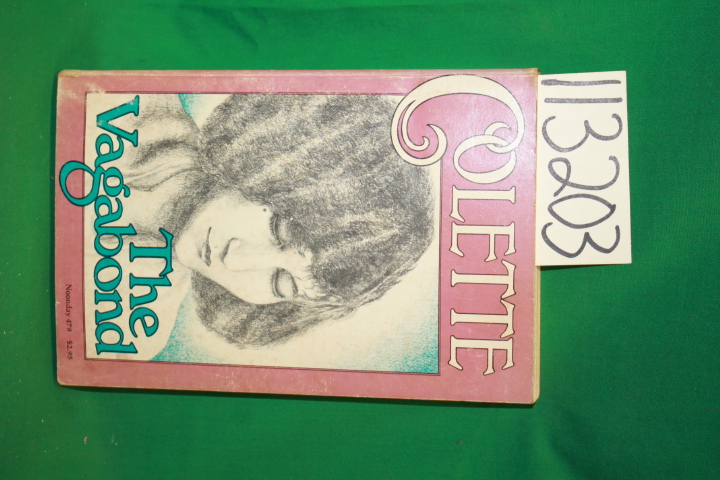 COLETTE
The
Vagabond
Noonday 479 $2.95
113203